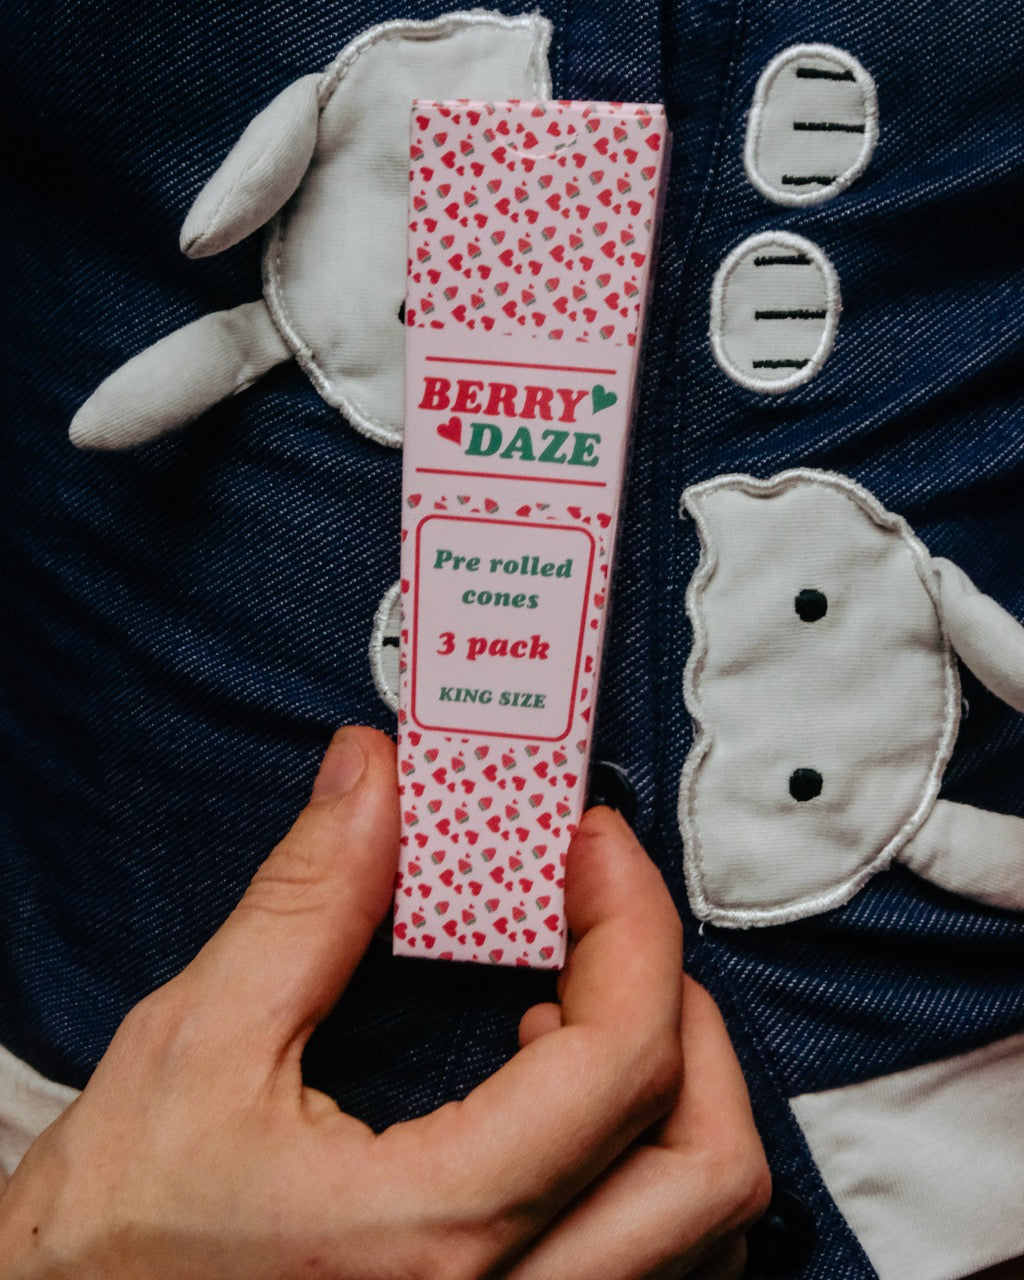 BERRY
DAZE
Pre rolled
cones
3 pack
KING SIZE